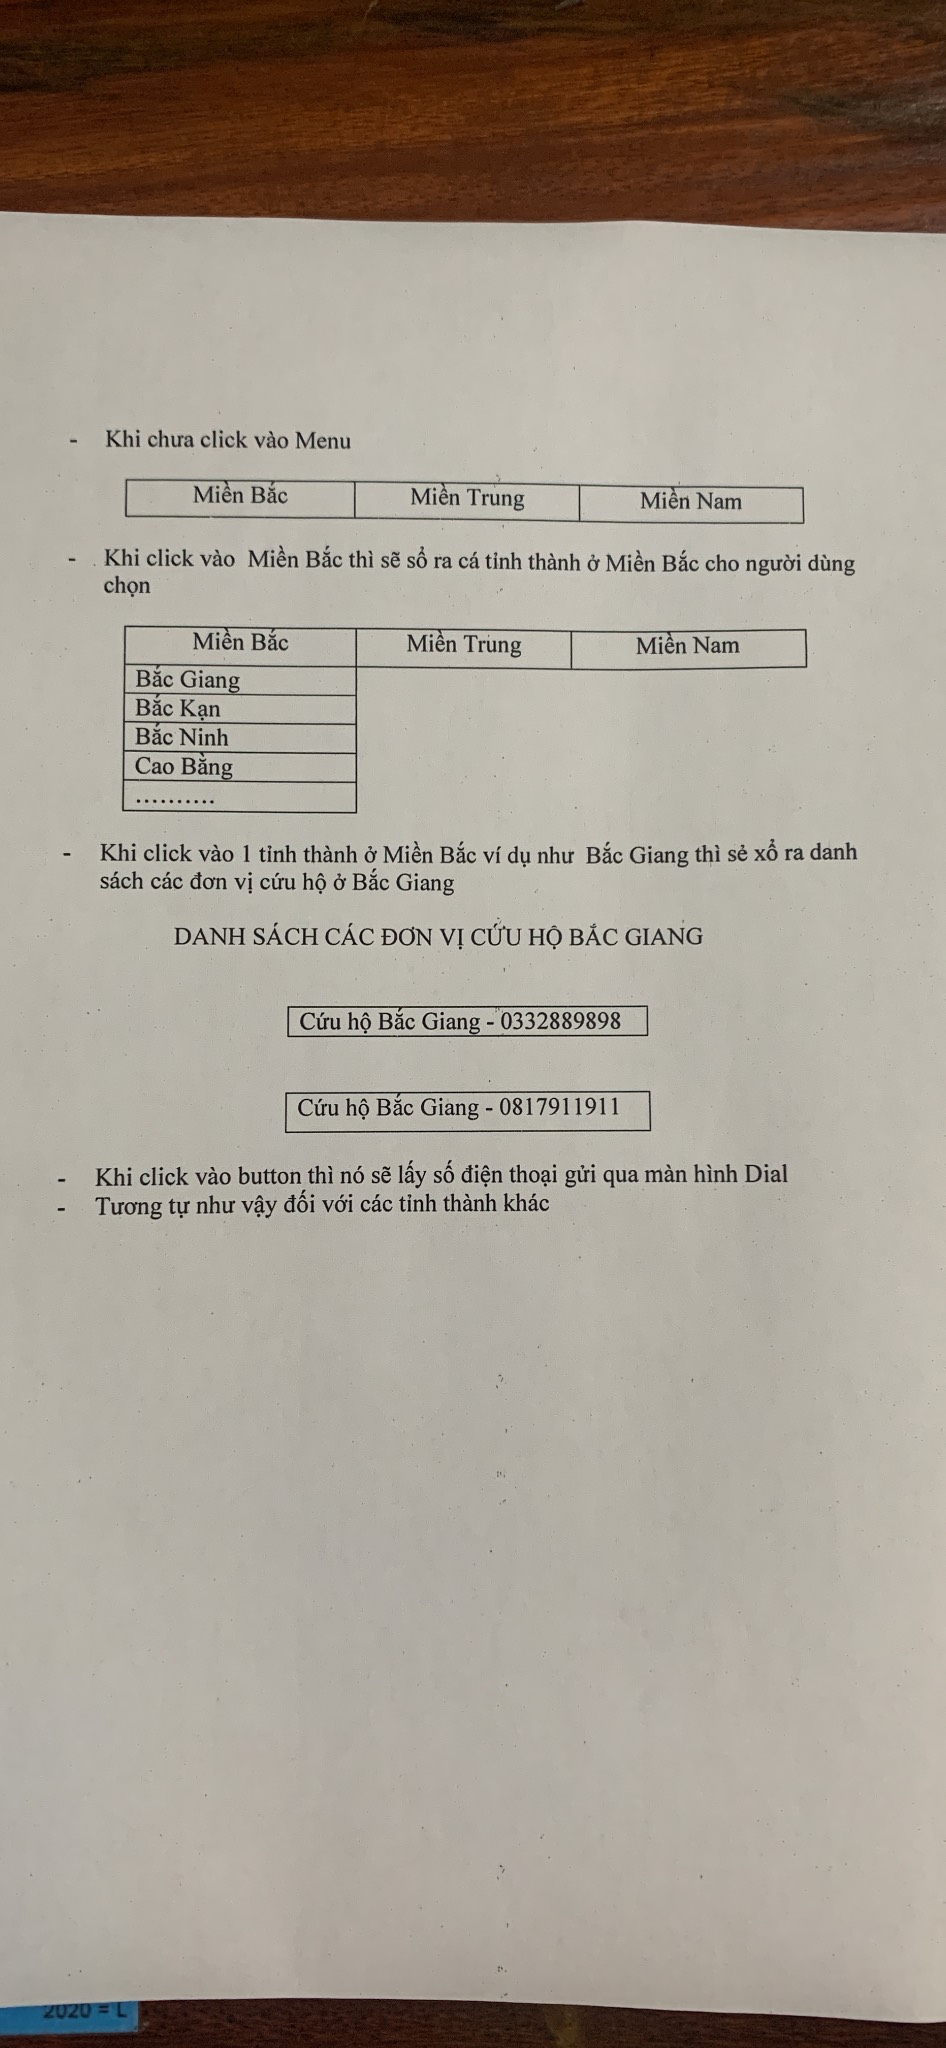 - Khi chưa click vào Menu
Miền Bắc Miền Trung Miền Nam
- Khi click vào Miền Bắc thì sẽ sổ ra cá tỉnh thành ở Miền Bắc cho người dùng
chọn
Miền Bắc Miền Trung Miền Nam
Bắc Giang
Bắc Kạn
Bắc Ninh
Cao Bằng
..........
- Khi click vào 1 tỉnh thành ở Miền Bắc ví dụ như Bắc Giang thì sẻ xổ ra danh
sách các đơn vị cứu hộ ở Bắc Giang
DANH SÁCH CÁC ĐƠN VỊ CỨU HỘ BẮC GIANG
Cứu hộ Bắc Giang - 0332889898
Cứu hộ Bắc Giang - 0817911911
- Khi click vào button thì nó sẽ lấy số điện thoại gửi qua màn hình Dial
- Tương tự như vậy đối với các tỉnh thành khác
2020 = L